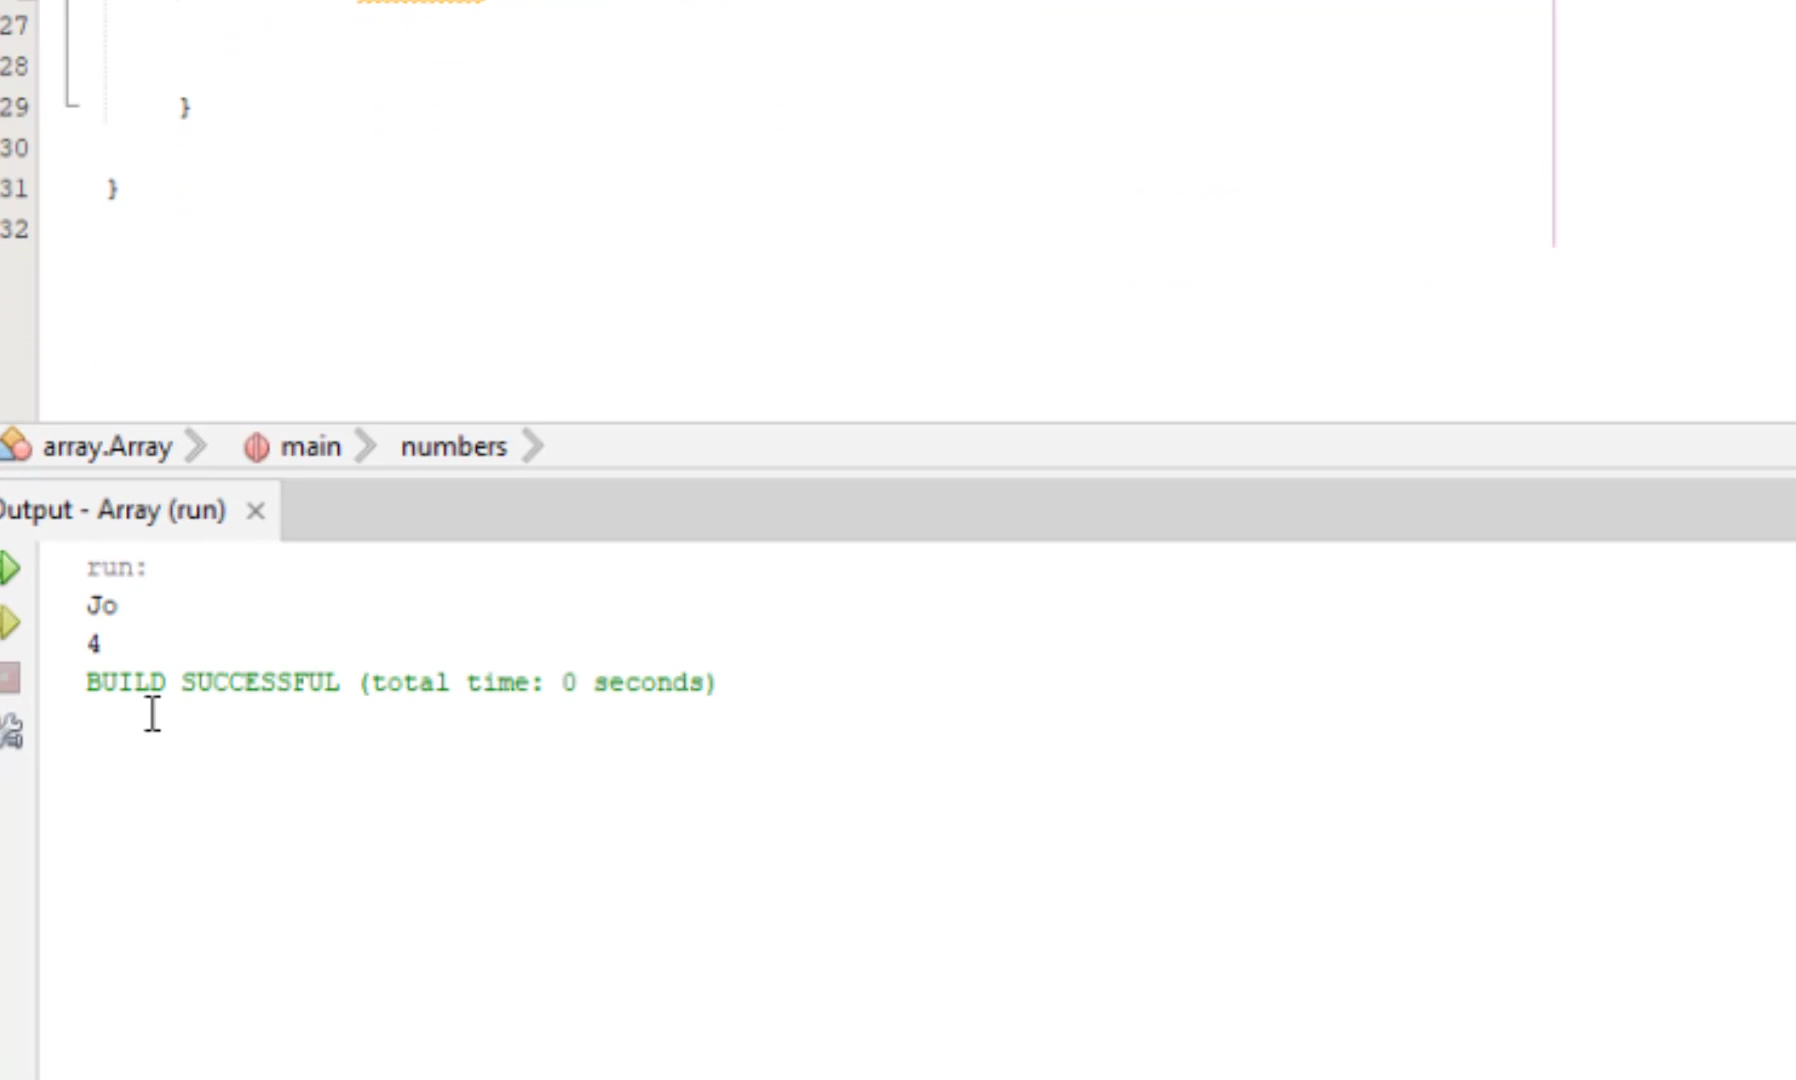 27
28
29 }
30
31 }
32
array.Array main numbers
Output - Array (run)
run:
Jo
4
BUILD SUCCESSFUL (total time: 0 seconds)